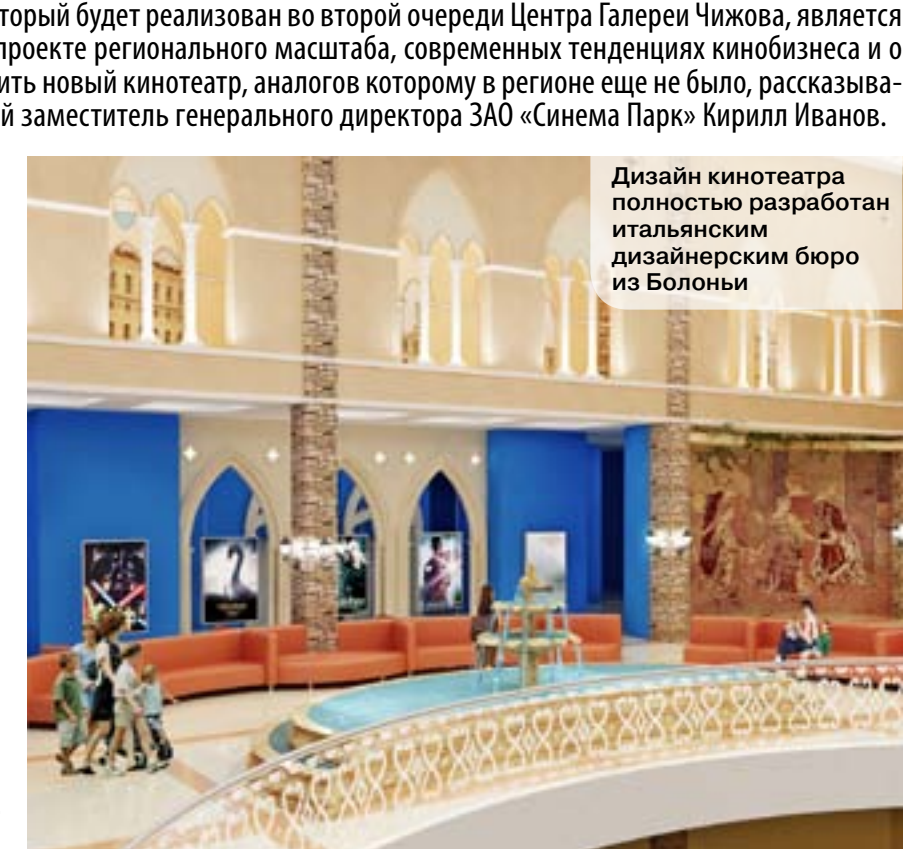 торый будет реализован во второй очереди Центра Галереи Чижова, является
проекте регионального масштаба, современных тенденциях кинобизнеса и о
ить новый кинотеатр, аналогов которому в регионе еще не было, рассказыва-
й заместитель генерального директора ЗАО «Синема Парк» Кирилл Иванов.
Дизайн кинотеатра
полностью разработан
итальянским
дизайнерским бюро
из Болоньи